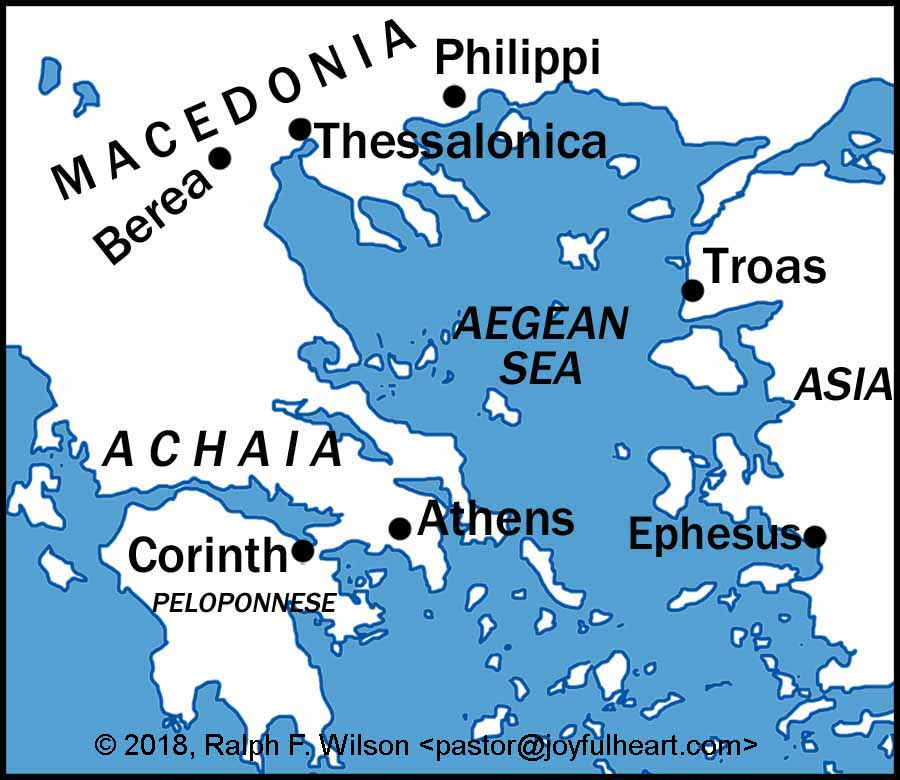 MACEDONIA
Philippi
Thessalonica
Berea
Troas
AEGEAN
SEA
ASIA
ACHAIA
Athens
Ephesus
Corinth
PELOPONNESE
© 2018, Ralph F. Wilson <pastor@joyfulheart.com>